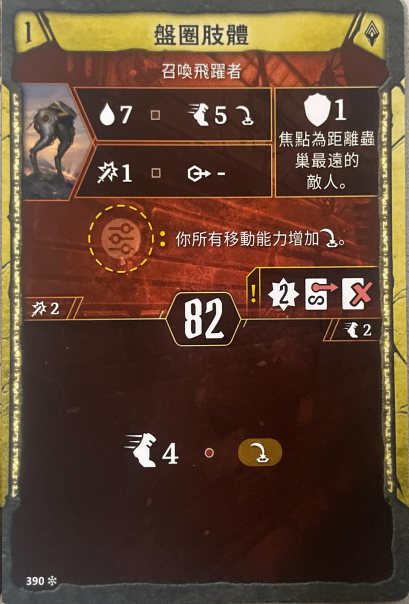 1
盤圈肢體
召喚飛躍者
7 5
1
焦點為距離蟲
巢最遠的
敵人。
1 -
: 你所有移動能力增加。
2
82
! 2 S
2
4
390